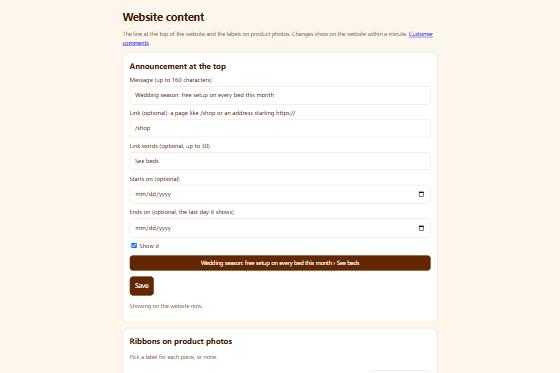 Website content
The line at the top of the website and the labels on product photos. Changes show on the website within a minute. Customer
comments
Announcement at the top
Message (up to 160 characters)
Wedding season: free setup on every bed this month
Link (optional): a page like /shop or an address starting https://
/shop
Link words (optional, up to 30)
See beds
Starts on (optional)
mm/dd/yyyy
Ends on (optional, the last day it shows)
mm/dd/yyyy
Show it
Wedding season: free setup on every bed this month › See beds
Save
Showing on the website now.
Ribbons on product photos
Pick a label for each piece, or none.